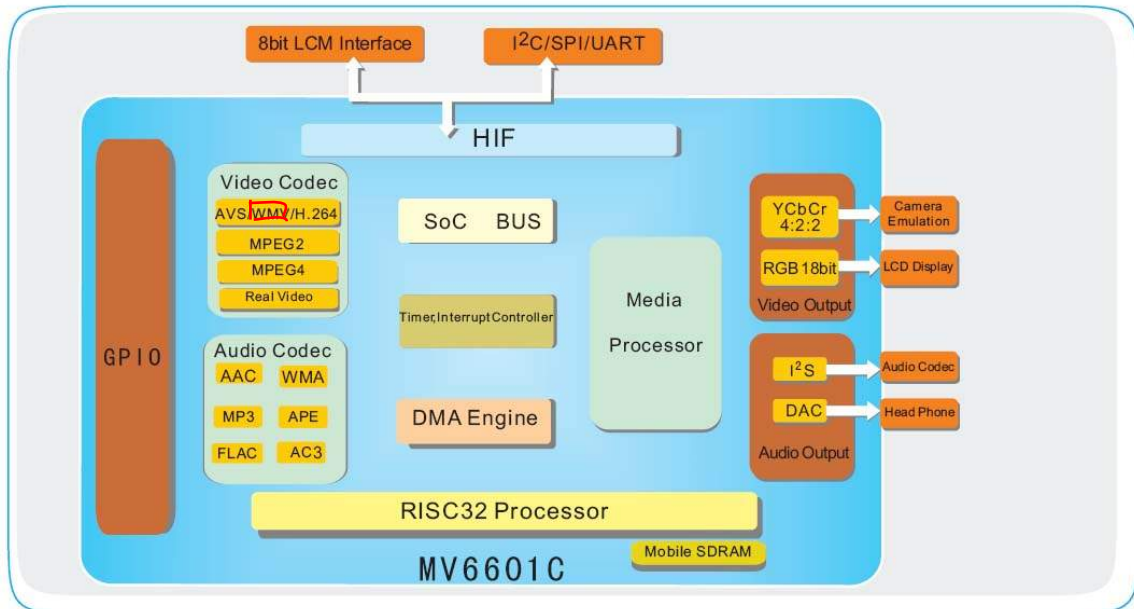 8bit LCM Interface
I²C/SPI/UART
HIF
GPIO
Video Codec
AVS/WMV/H.264
MPEG2
MPEG4
Real Video
Audio Codec
AAC WMA
MP3 APE
FLAC AC3
SoC BUS
Timer,Interrupt Controller
DMA Engine
Media
Processor
YCbCr
4:2:2
RGB 18bit
Video Output
Camera
Emulation
LCD Display
I²S
DAC
Audio Output
Audio Codec
Head Phone
RISC32 Processor
Mobile SDRAM
MV6601C